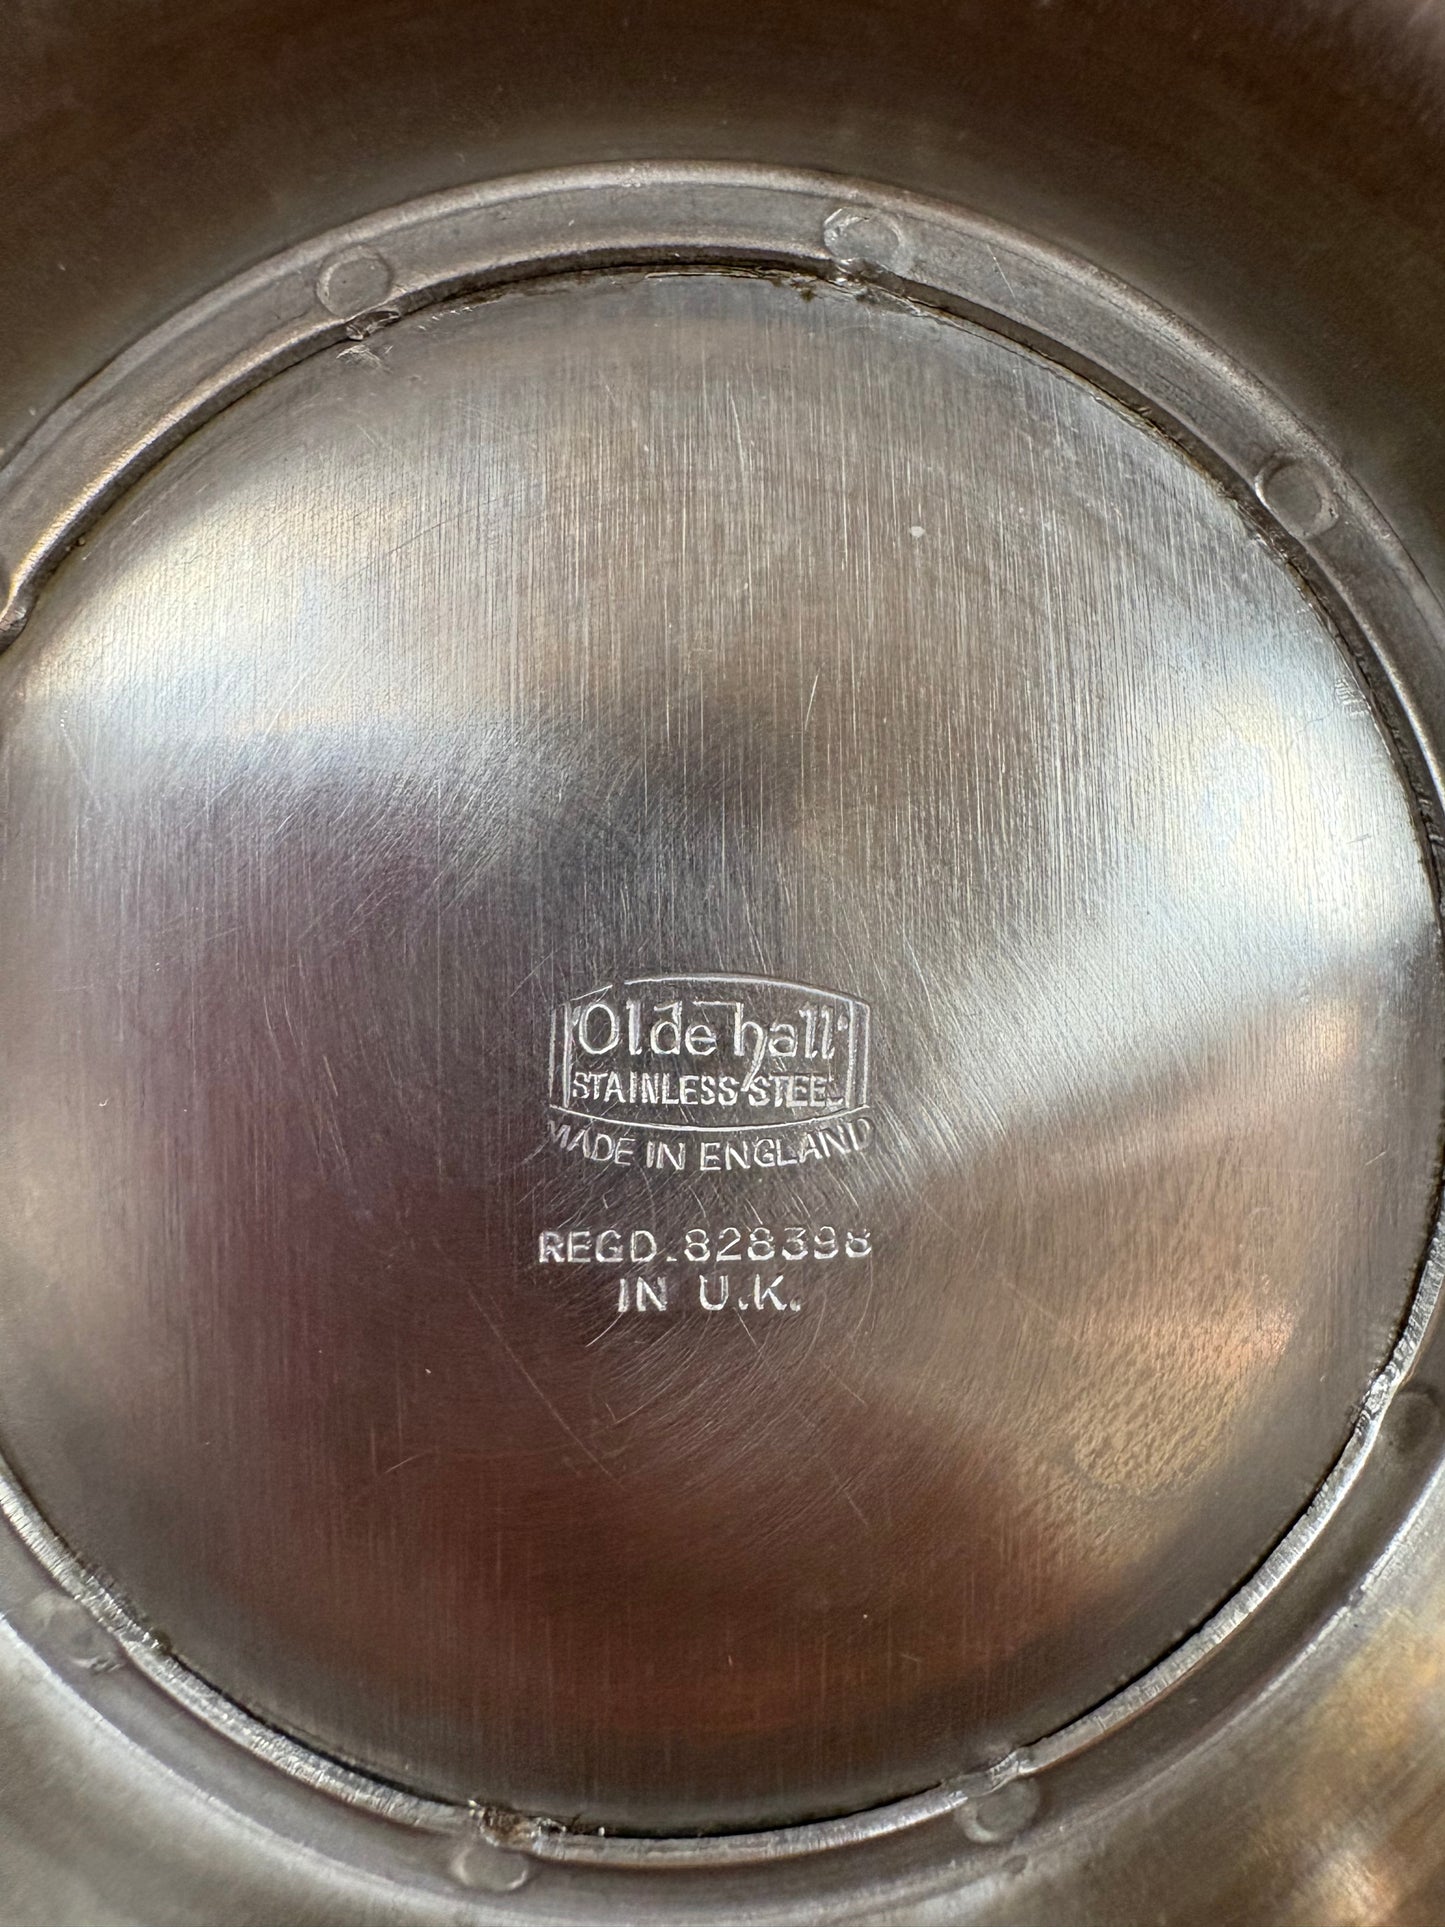 Olde hall
STAINLESS STEEL
MADE IN ENGLAND
REGD.828398
IN U.K.